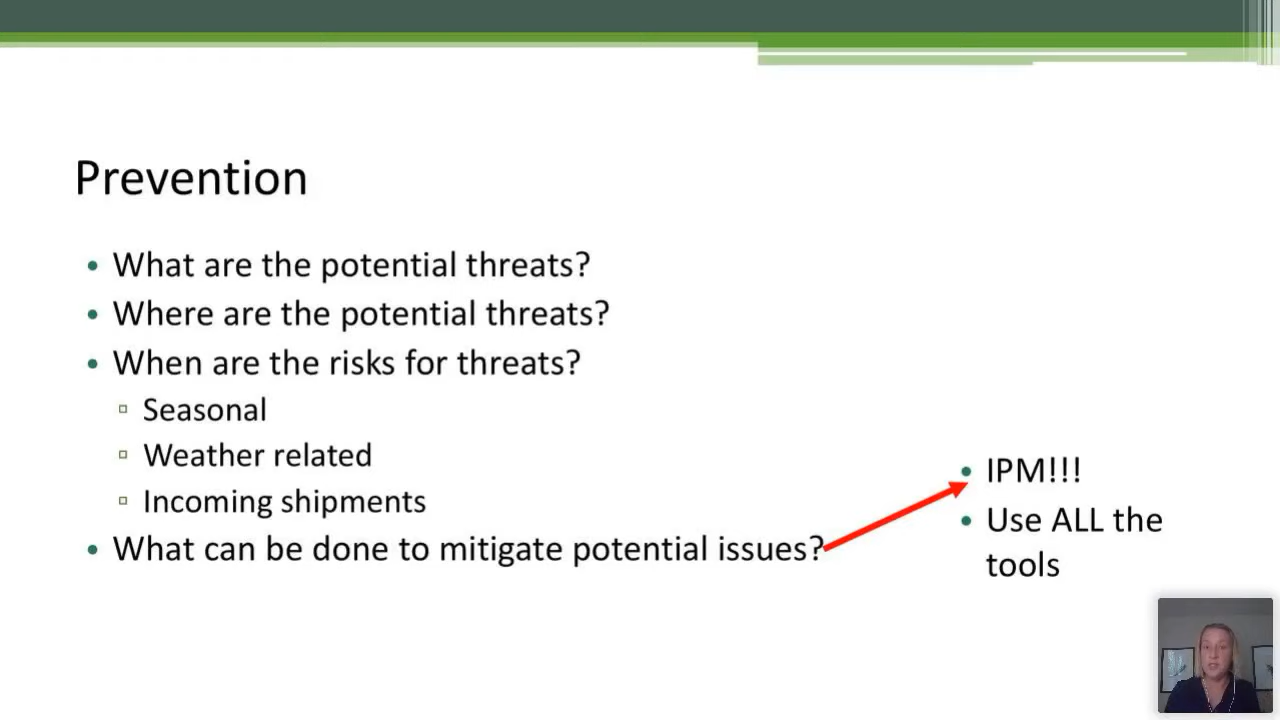 Prevention
What are the potential threats?
Where are the potential threats?
When are the risks for threats?
Seasonal
Weather related
Incoming shipments
What can be done to mitigate potential issues?
IPM!!!
Use ALL the
tools